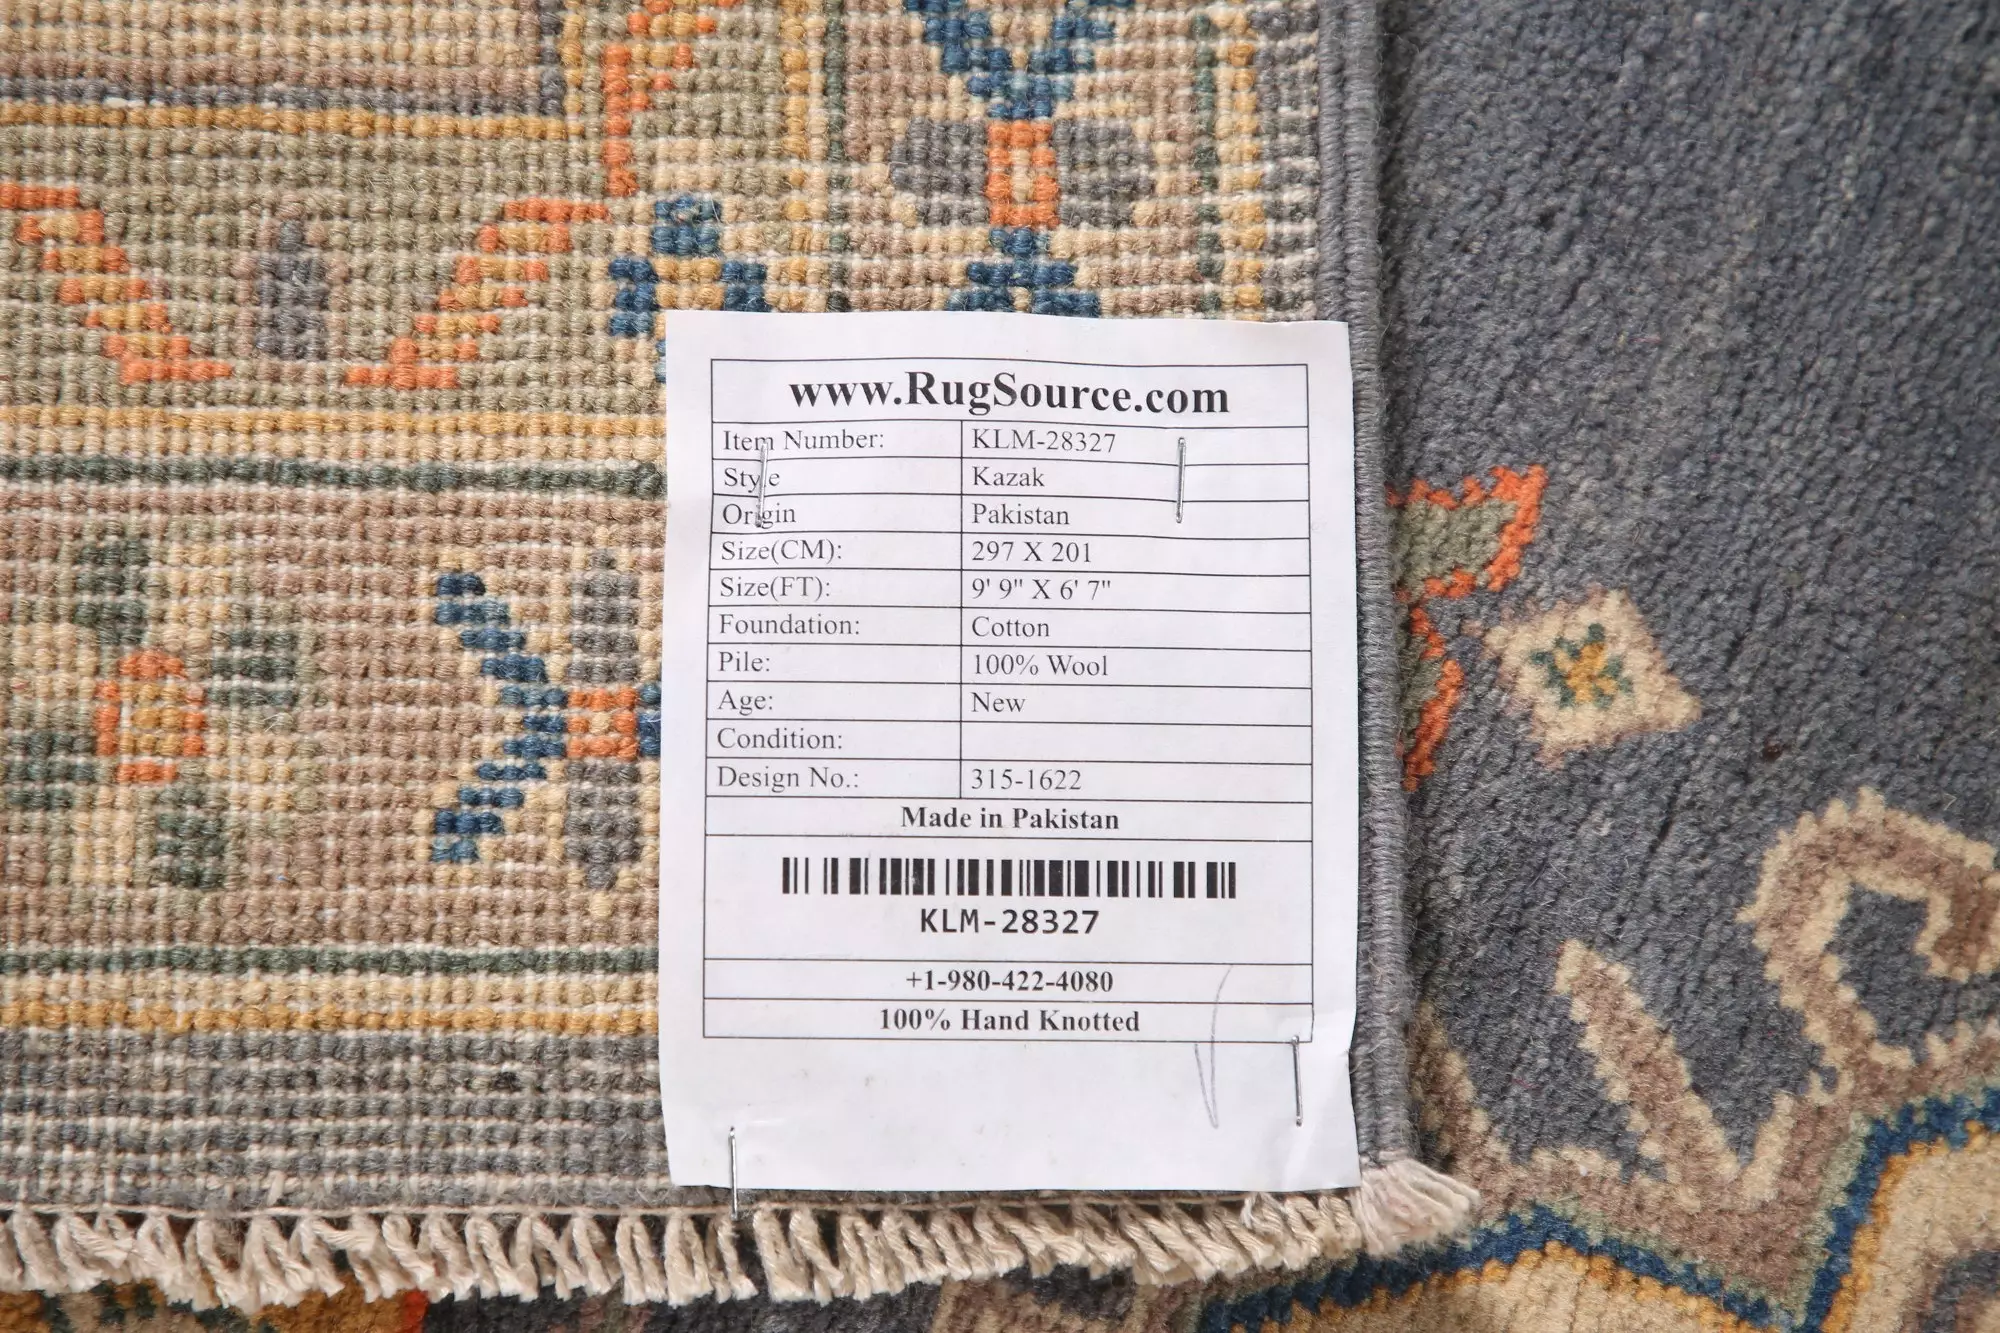 www.RugSource.com
Item Number: KLM-28327
Style Kazak
Origin Pakistan
Size(CM): 297 X 201
Size(FT): 9' 9" X 6' 7"
Foundation: Cotton
Pile: 100% Wool
Age: New
Condition:
Design No.: 315-1622
Made in Pakistan
KLM-28327
+1-980-422-4080
100% Hand Knotted